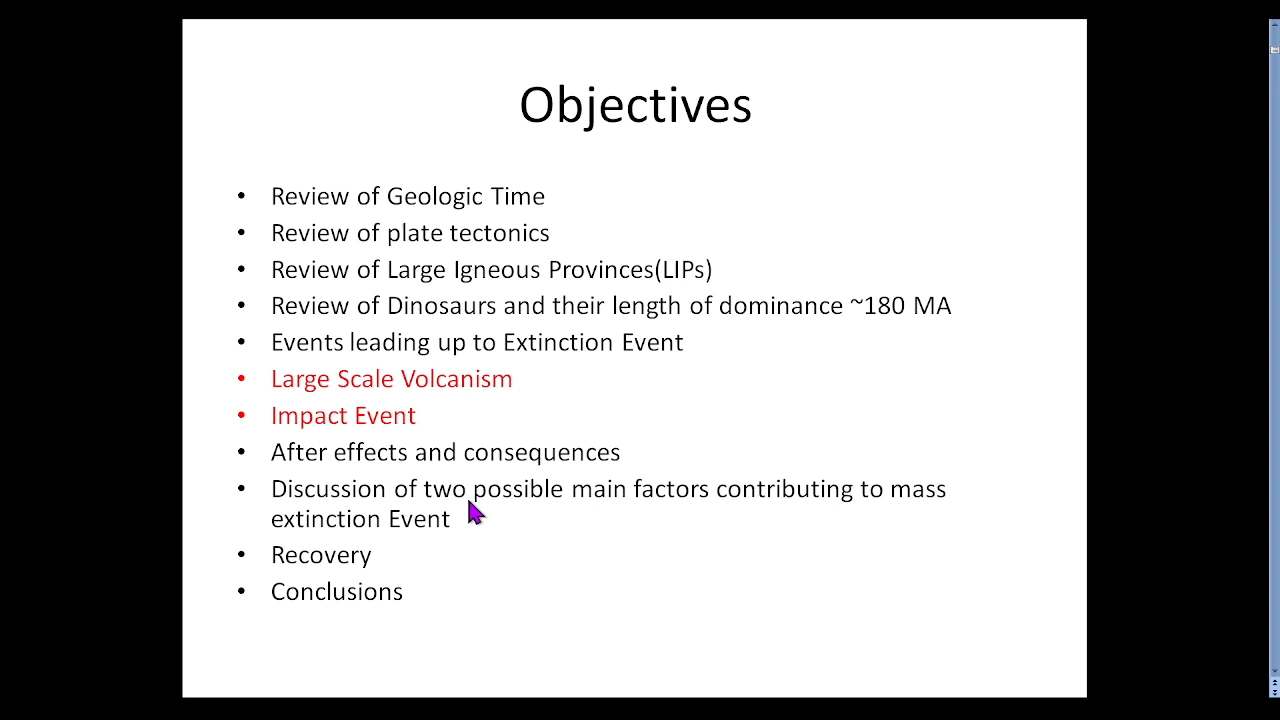 Objectives
• Review of Geologic Time
• Review of plate tectonics
• Review of Large Igneous Provinces(LIPs)
• Review of Dinosaurs and their length of dominance ~180 MA
• Events leading up to Extinction Event
• Large Scale Volcanism
• Impact Event
• After effects and consequences
• Discussion of two possible main factors contributing to mass
extinction Event
• Recovery
• Conclusions